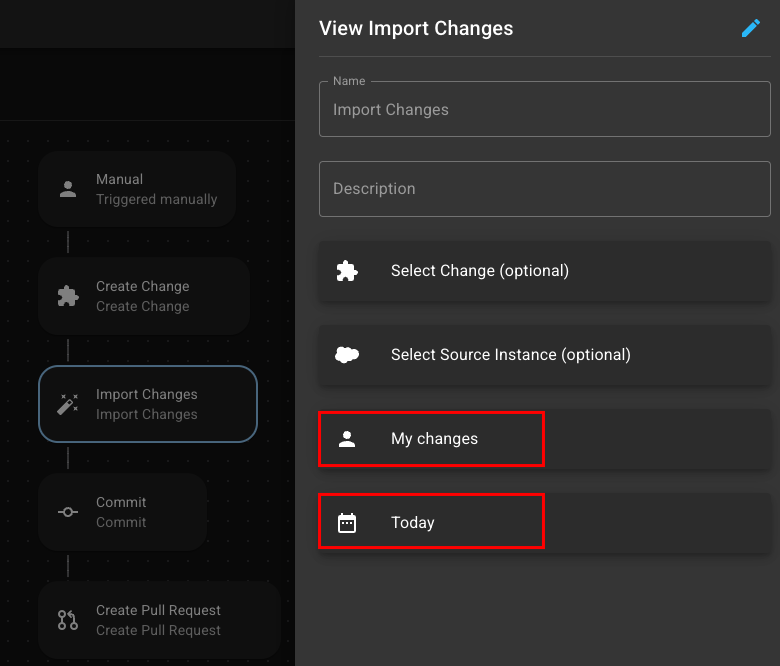 View Import Changes
Name
Import Changes
Description
Manual
Triggered manually
Create Change
Create Change
Import Changes
Import Changes
Commit
Commit
Create Pull Request
Create Pull Request
Select Change (optional)
Select Source Instance (optional)
My changes
Today